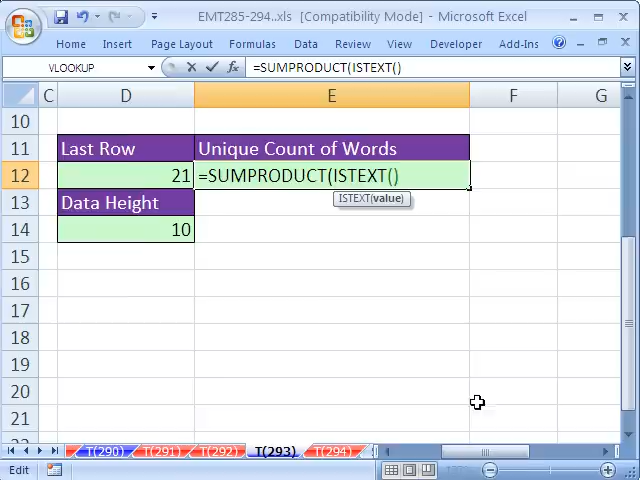 EMT285-294..xls [Compatibility Mode] - Microsoft Excel
Home Insert Page Layout Formulas Data Review View Developer Add-Ins
VLOOKUP fx =SUMPRODUCT(ISTEXT()
C D E F G
10
11 Last Row Unique Count of Words
12 21 =SUMPRODUCT(ISTEXT()
13 Data Height ISTEXT(value)
14 10
15
16
17
18
19
20
21
T(290) T(291) T(292) T(293) T(294)
Edit